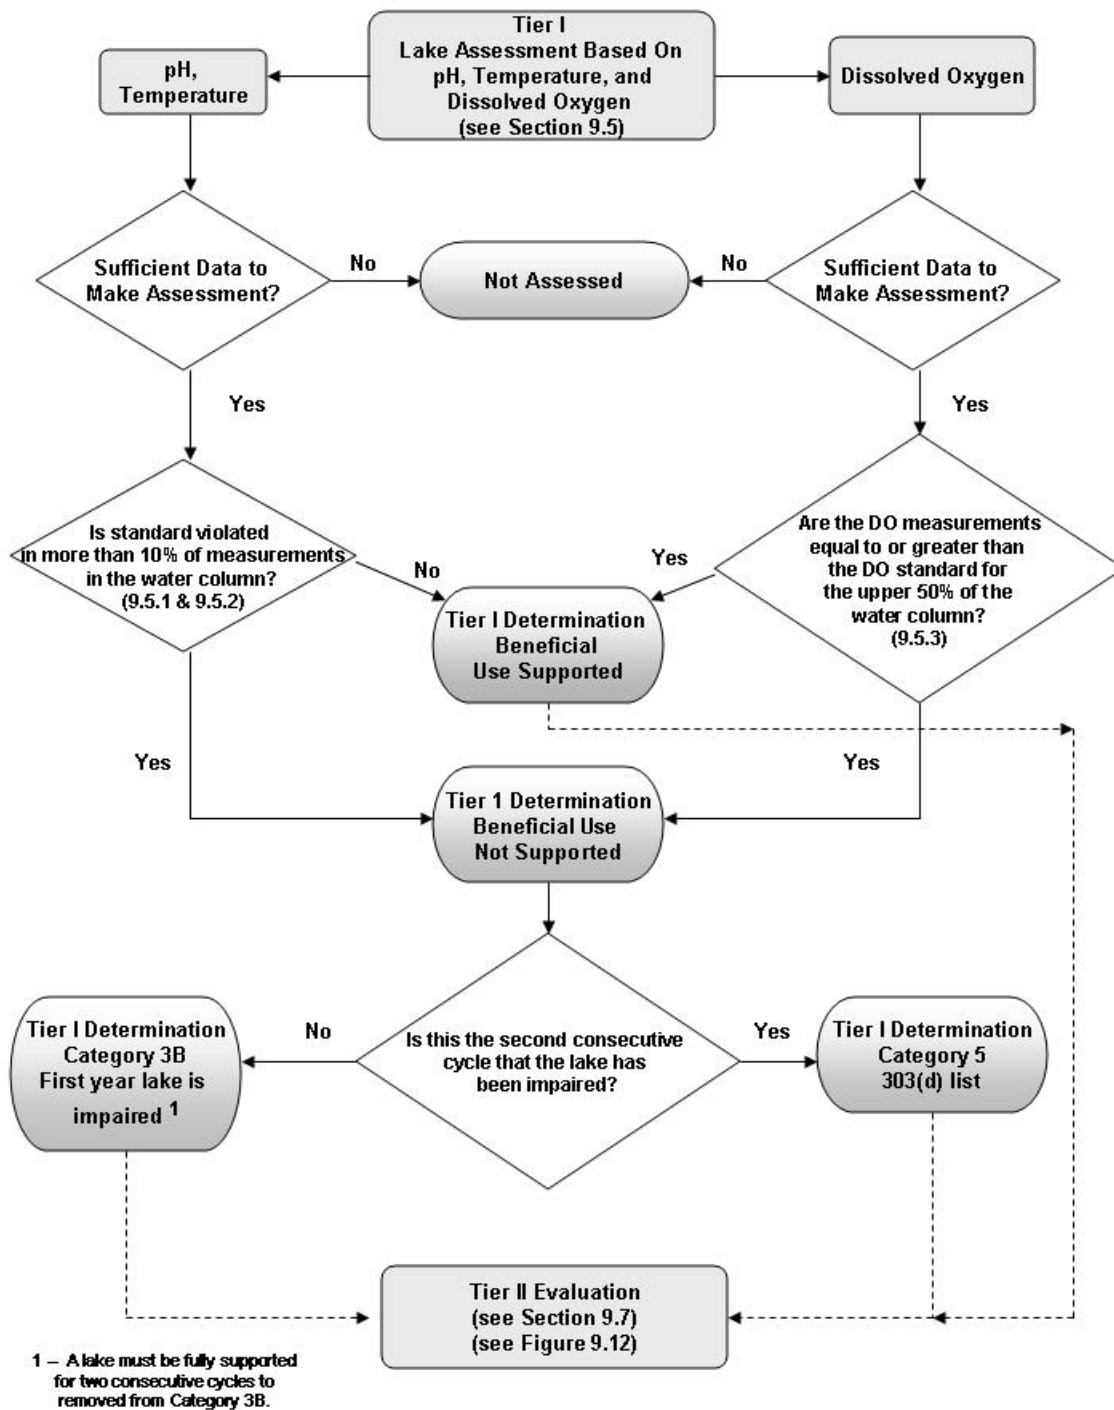 Tier I
Lake Assessment Based On
pH, Temperature, and
Dissolved Oxygen
(see Section 9.5)
pH,
Temperature
Dissolved Oxygen
Sufficient Data to
Make Assessment?
No
Not Assessed
No
Sufficient Data to
Make Assessment?
Yes
Yes
Is standard violated
in more than 10% of measurements
in the water column?
(9.5.1 & 9.5.2)
No
Yes
Are the DO measurements
equal to or greater than
the DO standard for
the upper 50% of the
water column?
(9.5.3)
Tier I Determination
Beneficial
Use Supported
Yes
Yes
Tier 1 Determination
Beneficial Use
Not Supported
Tier I Determination
Category 3B
First year lake is
impaired 1
No
Is this the second consecutive
cycle that the lake has
been impaired?
Yes
Tier I Determination
Category 5
303(d) list
Tier II Evaluation
(see Section 9.7)
(see Figure 9.12)
1 – A lake must be fully supported
for two consecutive cycles to
removed from Category 3B.